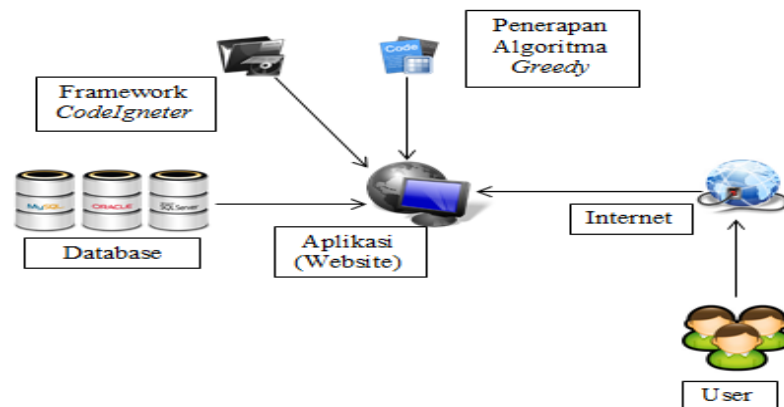 Penerapan
Algoritma
Greedy
Code
Framework
CodeIgneter
MySQL
ORACLE
SQL Server
Database
Aplikasi
(Website)
Internet
User